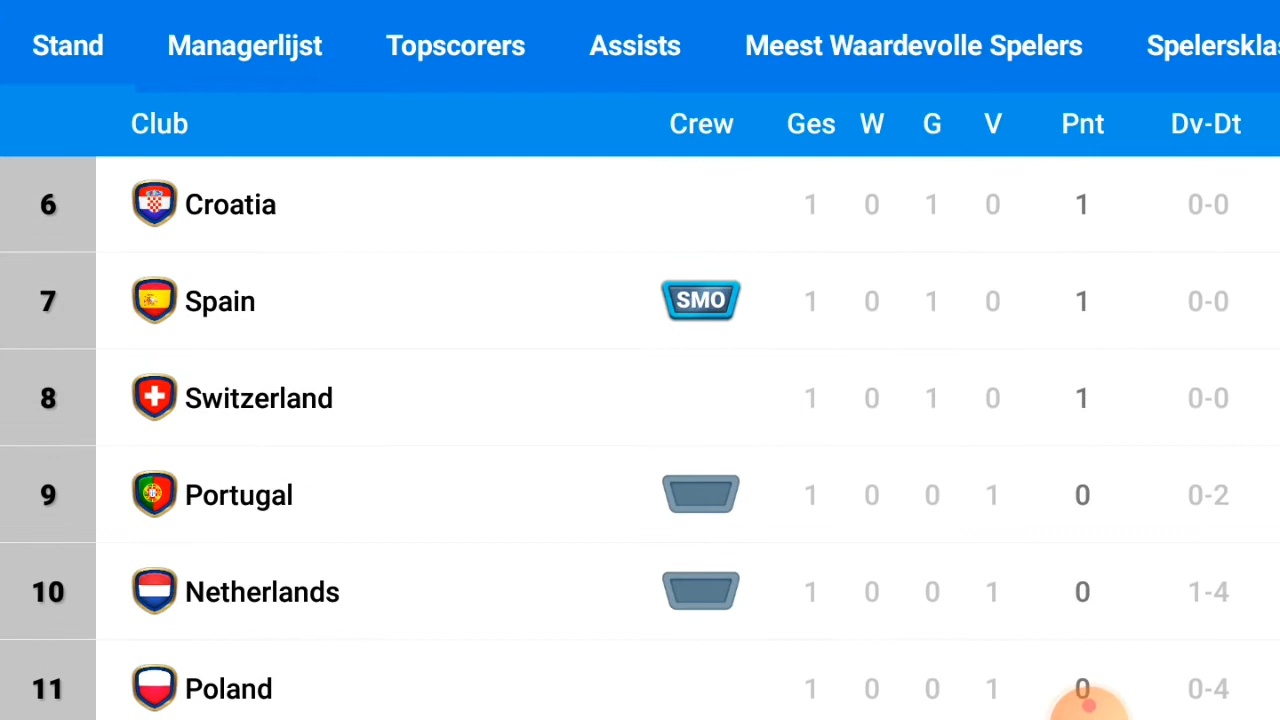 Stand Managerlijst Topscorers Assists Meest Waardevolle Spelers Spelerskla
Club Crew Ges W G V Pnt Dv-Dt
6 Croatia 1 0 1 0 1 0-0
7 Spain SMO 1 0 1 0 1 0-0
8 Switzerland 1 0 1 0 1 0-0
9 Portugal 1 0 0 1 0 0-2
10 Netherlands 1 0 0 1 0 1-4
11 Poland 1 0 0 1 0 0-4